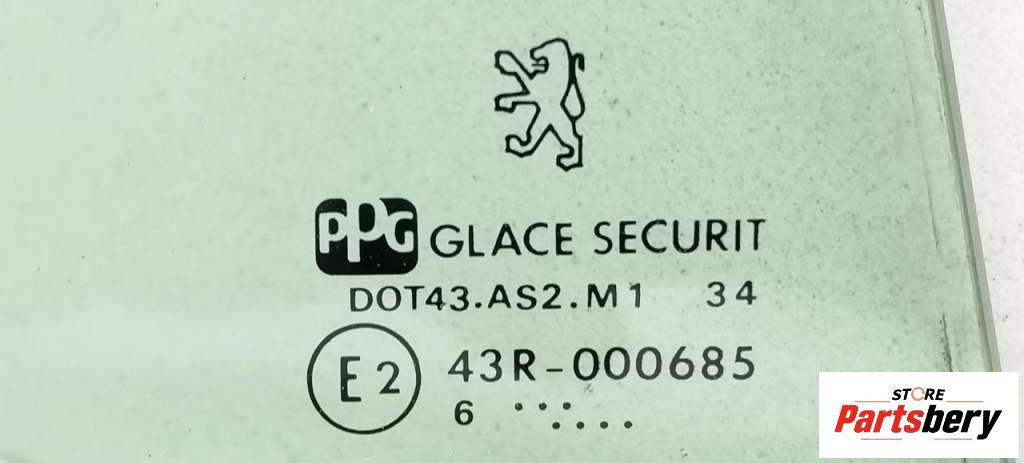 PPG GLACE SECURIT
DOT43.AS2.M1 34
E2 43R-000685
6
STORE
Partsbery